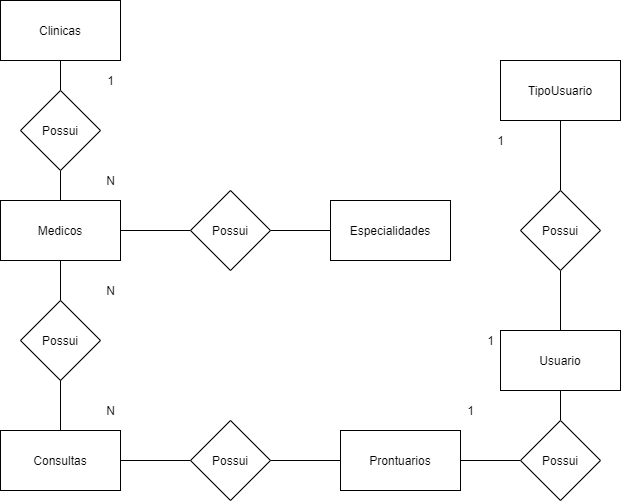 Clinicas
1
Possui
N
Medicos
Possui
Especialidades
TipoUsuario
1
Possui
1
Usuario
N
Possui
N
Consultas
Possui
Prontuarios
1
Possui